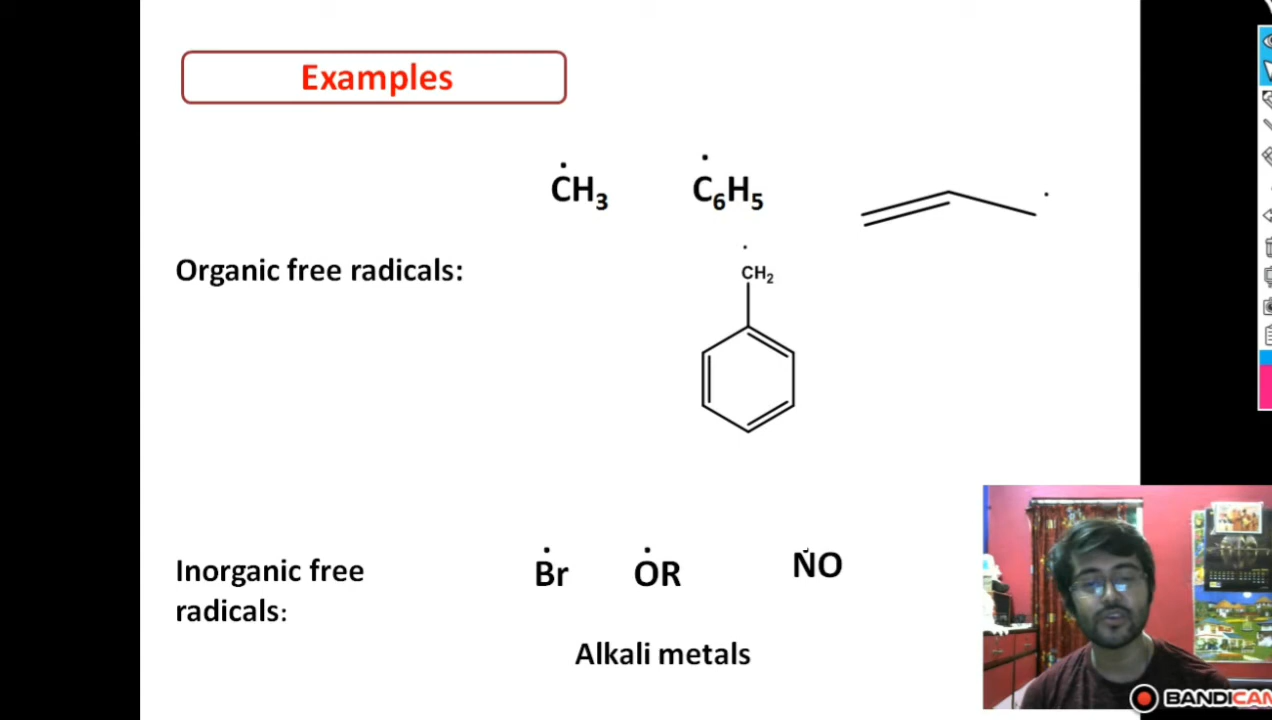 Examples
ĊH₃ Ċ₆H₅
Organic free radicals:
ĊH₂
Inorganic free
radicals:
Ḃr ȮR ṄO
Alkali metals
BANDICAM